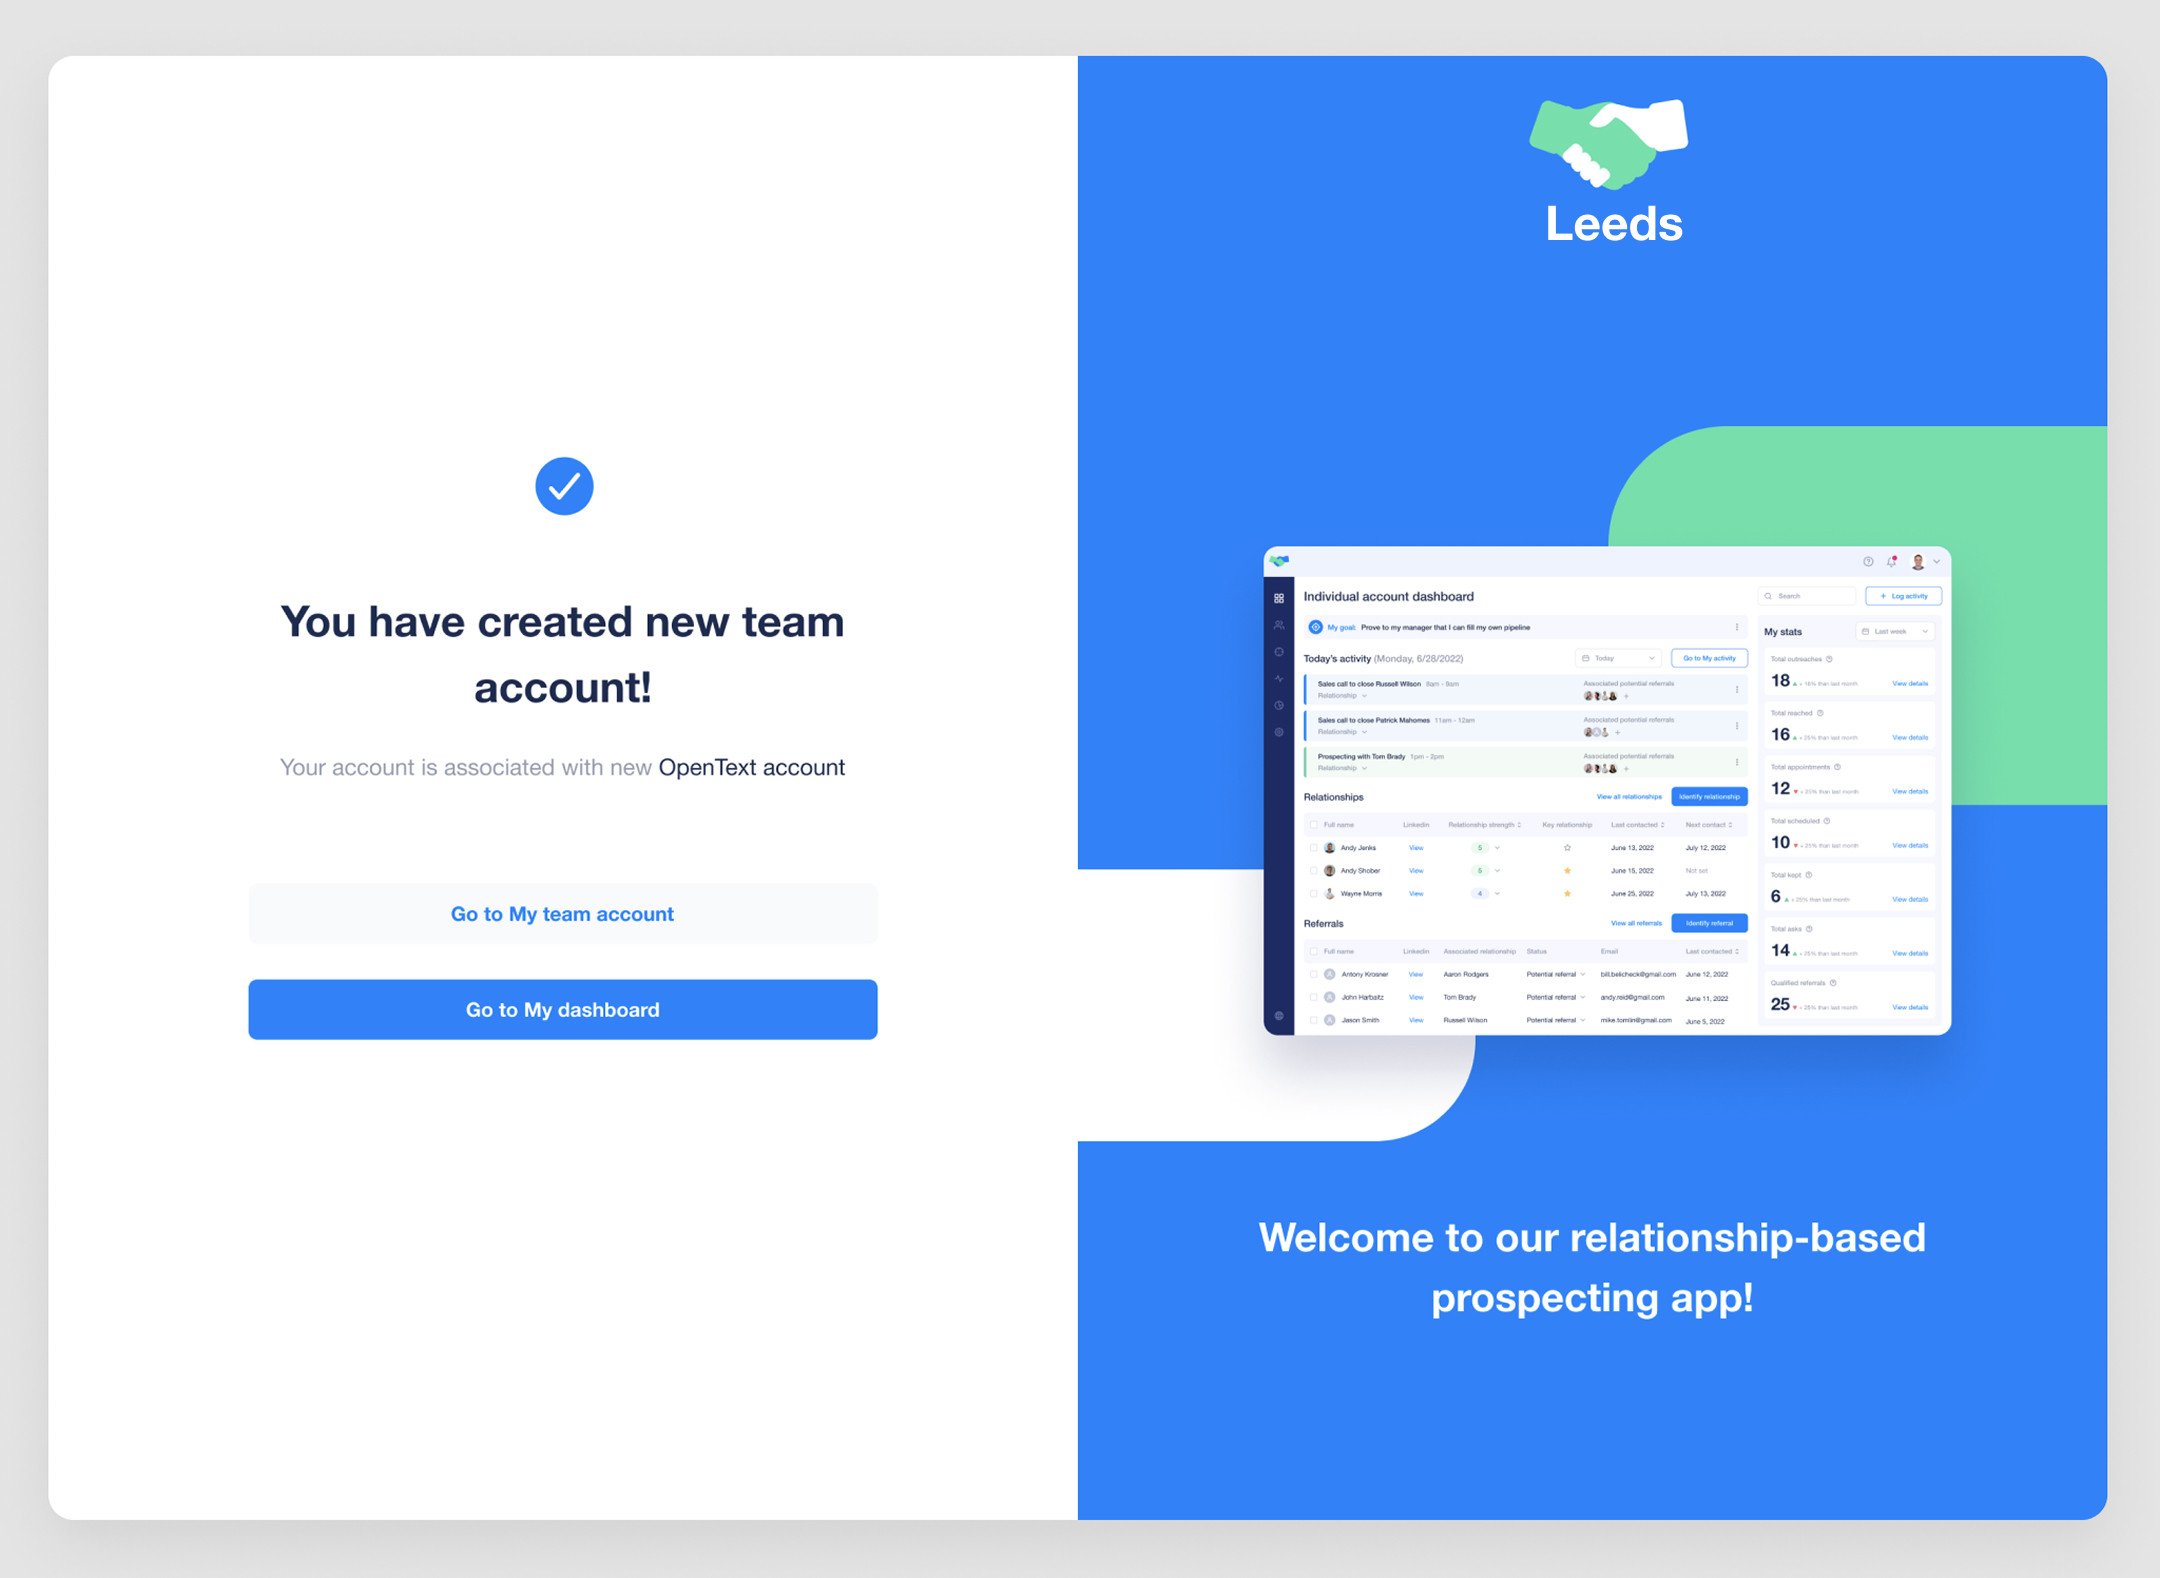 You have created new team
account!
Your account is associated with new OpenText account
Go to My team account
Go to My dashboard
Leeds
Individual account dashboard
Search
+ Log activity
My goal: Prove to my manager that I can fill my own pipeline
Today's activity (Monday, 6/28/2022)
Today
Go to My activity
Sales call to close Russell Wilson 8am - 9am
Relationship
Associated potential referrals
Sales call to close Patrick Mahomes 11am - 12am
Relationship
Associated potential referrals
Prospecting with Tom Brady 1pm - 2pm
Relationship
Associated potential referrals
Relationships
View all relationships
Identify relationship
Full name Linkedin Relationship strength Key relationship Last contacted Next contact
Andy Jenks View 5 June 13, 2022 July 12, 2022
Andy Shober View 5 June 15, 2022 Not set
Wayne Morris View 4 June 25, 2022 July 13, 2022
Referrals
View all referrals
Identify referral
Full name Linkedin Associated relationship Status Email Last contacted
A Antony Krosner View Aaron Rodgers Potential referral bill.belicheck@gmail.com June 12, 2022
A John Harbaitz View Tom Brady Potential referral andy.reid@gmail.com June 11, 2022
A Jason Smith View Russell Wilson Potential referral mike.tomlin@gmail.com June 5, 2022
My stats
Last week
Total outreaches
18 than last month View details
Total reached
16 + 25% than last month View details
Total appointments
12 + 25% than last month View details
Total scheduled
10 + 25% than last month View details
Total kept
6 + 25% than last month View details
Total asks
14 + 25% than last month View details
Qualified referrals
25 + 25% than last month View details
Welcome to our relationship-based
prospecting app!